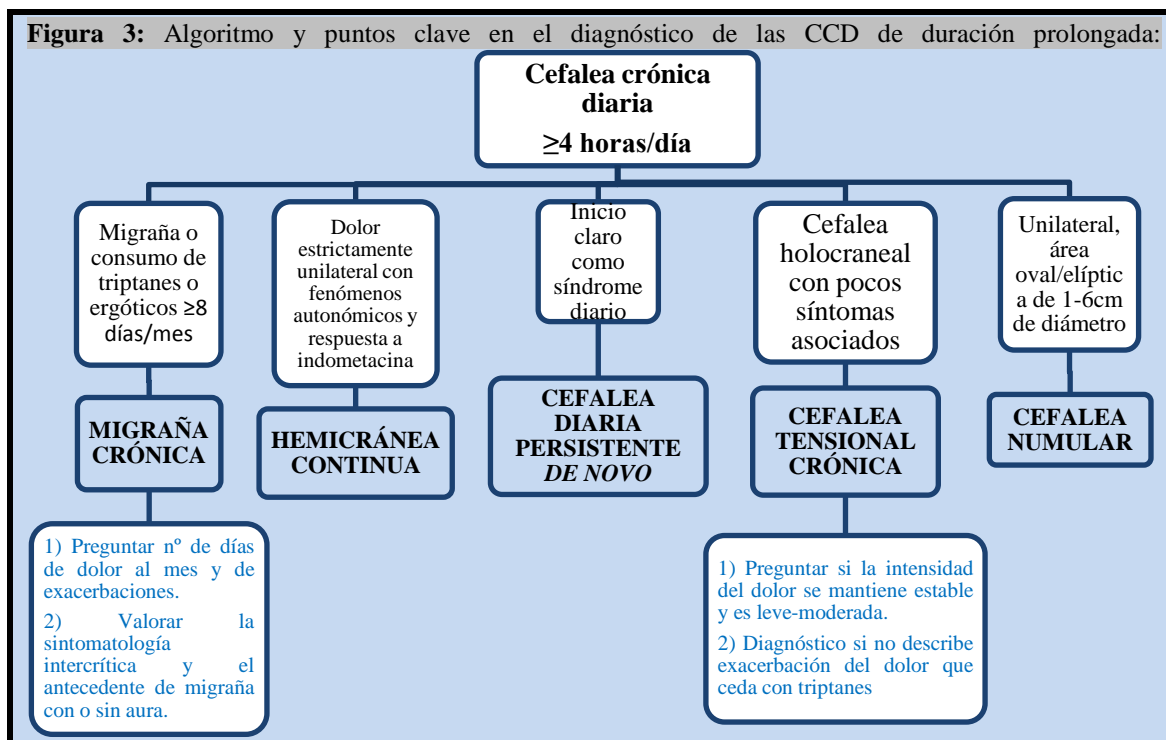 Figura 3: Algoritmo y puntos clave en el diagnóstico de las CCD de duración prolongada:
Cefalea crónica
diaria
≥4 horas/día
Migraña o
consumo de
triptanes o
ergóticos ≥8
días/mes
Dolor
estrictamente
unilateral con
fenómenos
autonómicos y
respuesta a
indometacina
Inicio
claro
como
síndrome
diario
Cefalea
holocraneal
con pocos
síntomas
asociados
Unilateral,
área
oval/elíptic
a de 1-6cm
de diámetro
MIGRAÑA
CRÓNICA
HEMICRÁNEA
CONTINUA
CEFALEA
DIARIA
PERSISTENTE
DE NOVO
CEFALEA
TENSIONAL
CRÓNICA
CEFALEA
NUMULAR
1) Preguntar nº de días
de dolor al mes y de
exacerbaciones.
2) Valorar la
sintomatología
intercrítica y el
antecedente de migraña
con o sin aura.
1) Preguntar si la intensidad
del dolor se mantiene estable
y es leve-moderada.
2) Diagnóstico si no describe
exacerbación del dolor que
ceda con triptanes